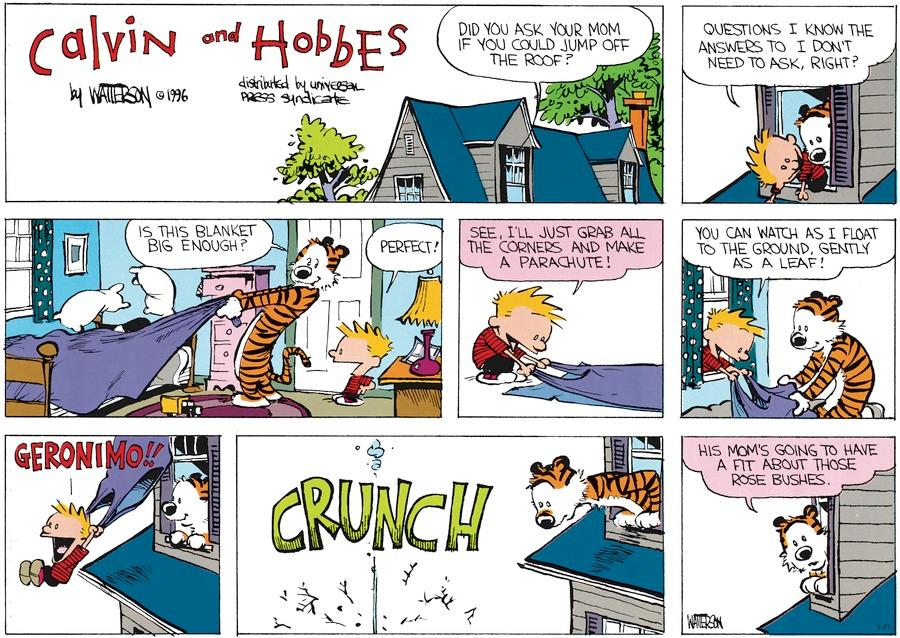 Calvin and Hobbes
by WATTERSON © 1996
distributed by universal
press syndicate
DID YOU ASK YOUR MOM
IF YOU COULD JUMP OFF
THE ROOF?
QUESTIONS I KNOW THE
ANSWERS TO I DON'T
NEED TO ASK, RIGHT?
IS THIS BLANKET
BIG ENOUGH?
PERFECT!
SEE, I'LL JUST GRAB ALL
THE CORNERS AND MAKE
A PARACHUTE!
YOU CAN WATCH AS I FLOAT
TO THE GROUND, GENTLY
AS A LEAF!
GERONIMO!!
CRUNCH
HIS MOM'S GOING TO HAVE
A FIT ABOUT THOSE
ROSE BUSHES.
WATTERSON